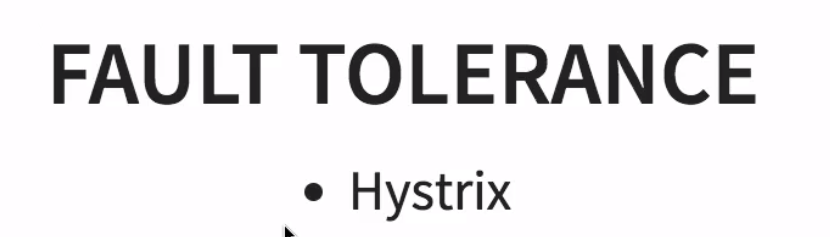 FAULT TOLERANCE
• Hystrix